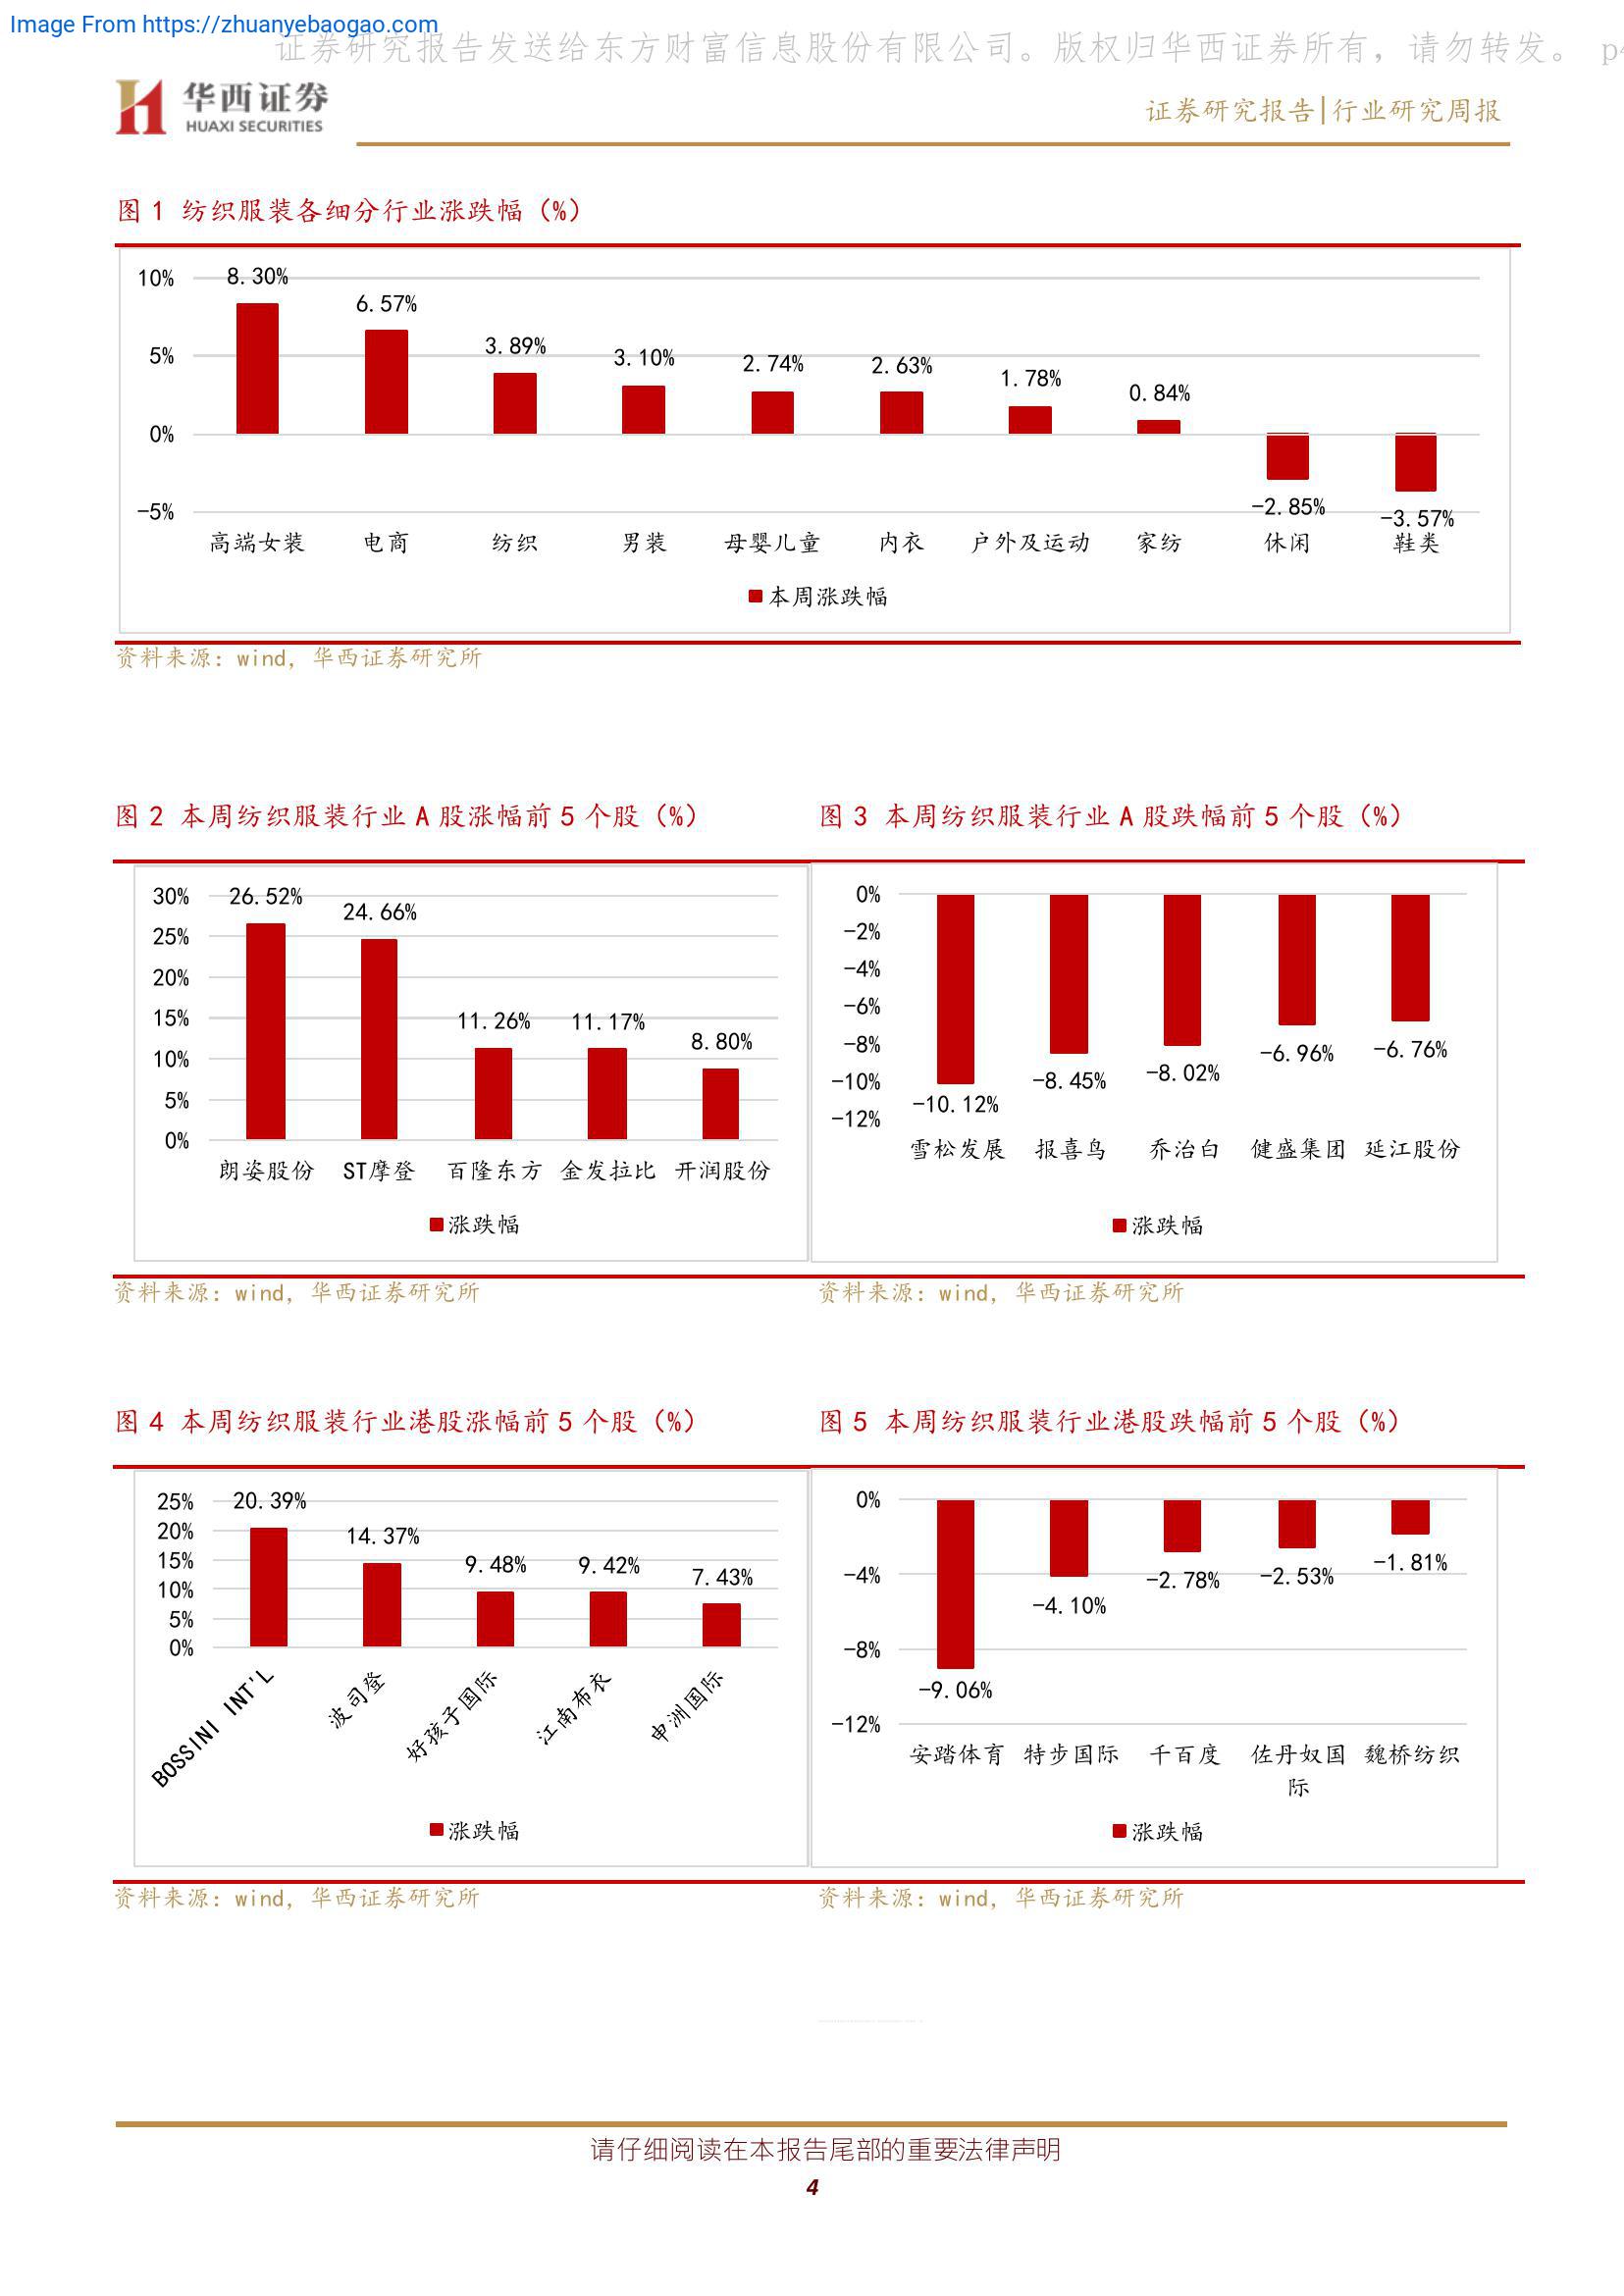 Image From https://zhuanyebaogao.com
证券研究报告发送给东方财富信息股份有限公司。版权归华西证券所有，请勿转发。 p4
华西证券
HUAXI SECURITIES
证券研究报告|行业研究周报
图 1 纺织服装各细分行业涨跌幅（%）
10%
5%
0%
-5%
8.30%
6.57%
3.89%
3.10%
2.74%
2.63%
1.78%
0.84%
-2.85%
-3.57%
高端女装 电商 纺织 男装 母婴儿童 内衣 户外及运动 家纺 休闲 鞋类
本周涨跌幅
资料来源：wind，华西证券研究所
图 2 本周纺织服装行业 A 股涨幅前 5 个股（%）
30%
25%
20%
15%
10%
5%
0%
26.52%
24.66%
11.26%
11.17%
8.80%
朗姿股份 ST摩登 百隆东方 金发拉比 开润股份
涨跌幅
资料来源：wind，华西证券研究所
图 3 本周纺织服装行业 A 股跌幅前 5 个股（%）
0%
-2%
-4%
-6%
-8%
-10%
-12%
-10.12%
-8.45%
-8.02%
-6.96%
-6.76%
雪松发展 报喜鸟 乔治白 健盛集团 延江股份
涨跌幅
资料来源：wind，华西证券研究所
图 4 本周纺织服装行业港股涨幅前 5 个股（%）
25%
20%
15%
10%
5%
0%
20.39%
14.37%
9.48%
9.42%
7.43%
BOSSINI INT'L 波司登 好孩子国际 江南布衣 申洲国际
涨跌幅
资料来源：wind，华西证券研究所
图 5 本周纺织服装行业港股跌幅前 5 个股（%）
0%
-4%
-8%
-12%
-9.06%
-4.10%
-2.78%
-2.53%
-1.81%
安踏体育 特步国际 千百度 佐丹奴国际 魏桥纺织
涨跌幅
资料来源：wind，华西证券研究所
请仔细阅读在本报告尾部的重要法律声明
4